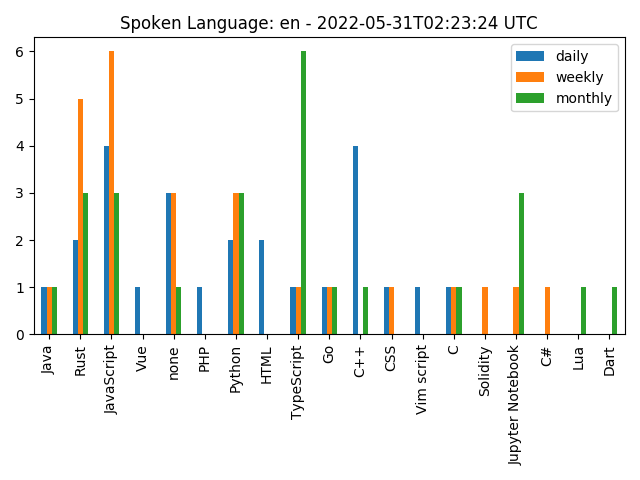 Spoken Language: en - 2022-05-31T02:23:24 UTC
daily
weekly
monthly
6
5
4
3
2
1
0
Java
Rust
JavaScript
Vue
none
PHP
Python
HTML
TypeScript
Go
C++
CSS
Vim script
C
Solidity
Jupyter Notebook
C#
Lua
Dart